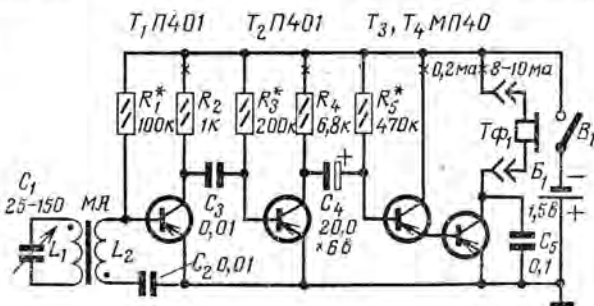 T₁ П401
T₂ П401
T₃, T₄ МП40
0,2ма
8-10ма
R₁*
100к
R₂
1к
R₃*
200к
R₄
6,8к
R₅*
470к
Тф₁
В₁
C₁
25-150
МА
L₁
L₂
C₃
0,01
C₂ 0,01
C₄
20,0
×6в
+
Б₁
−
1,5в
+
C₅
0,1